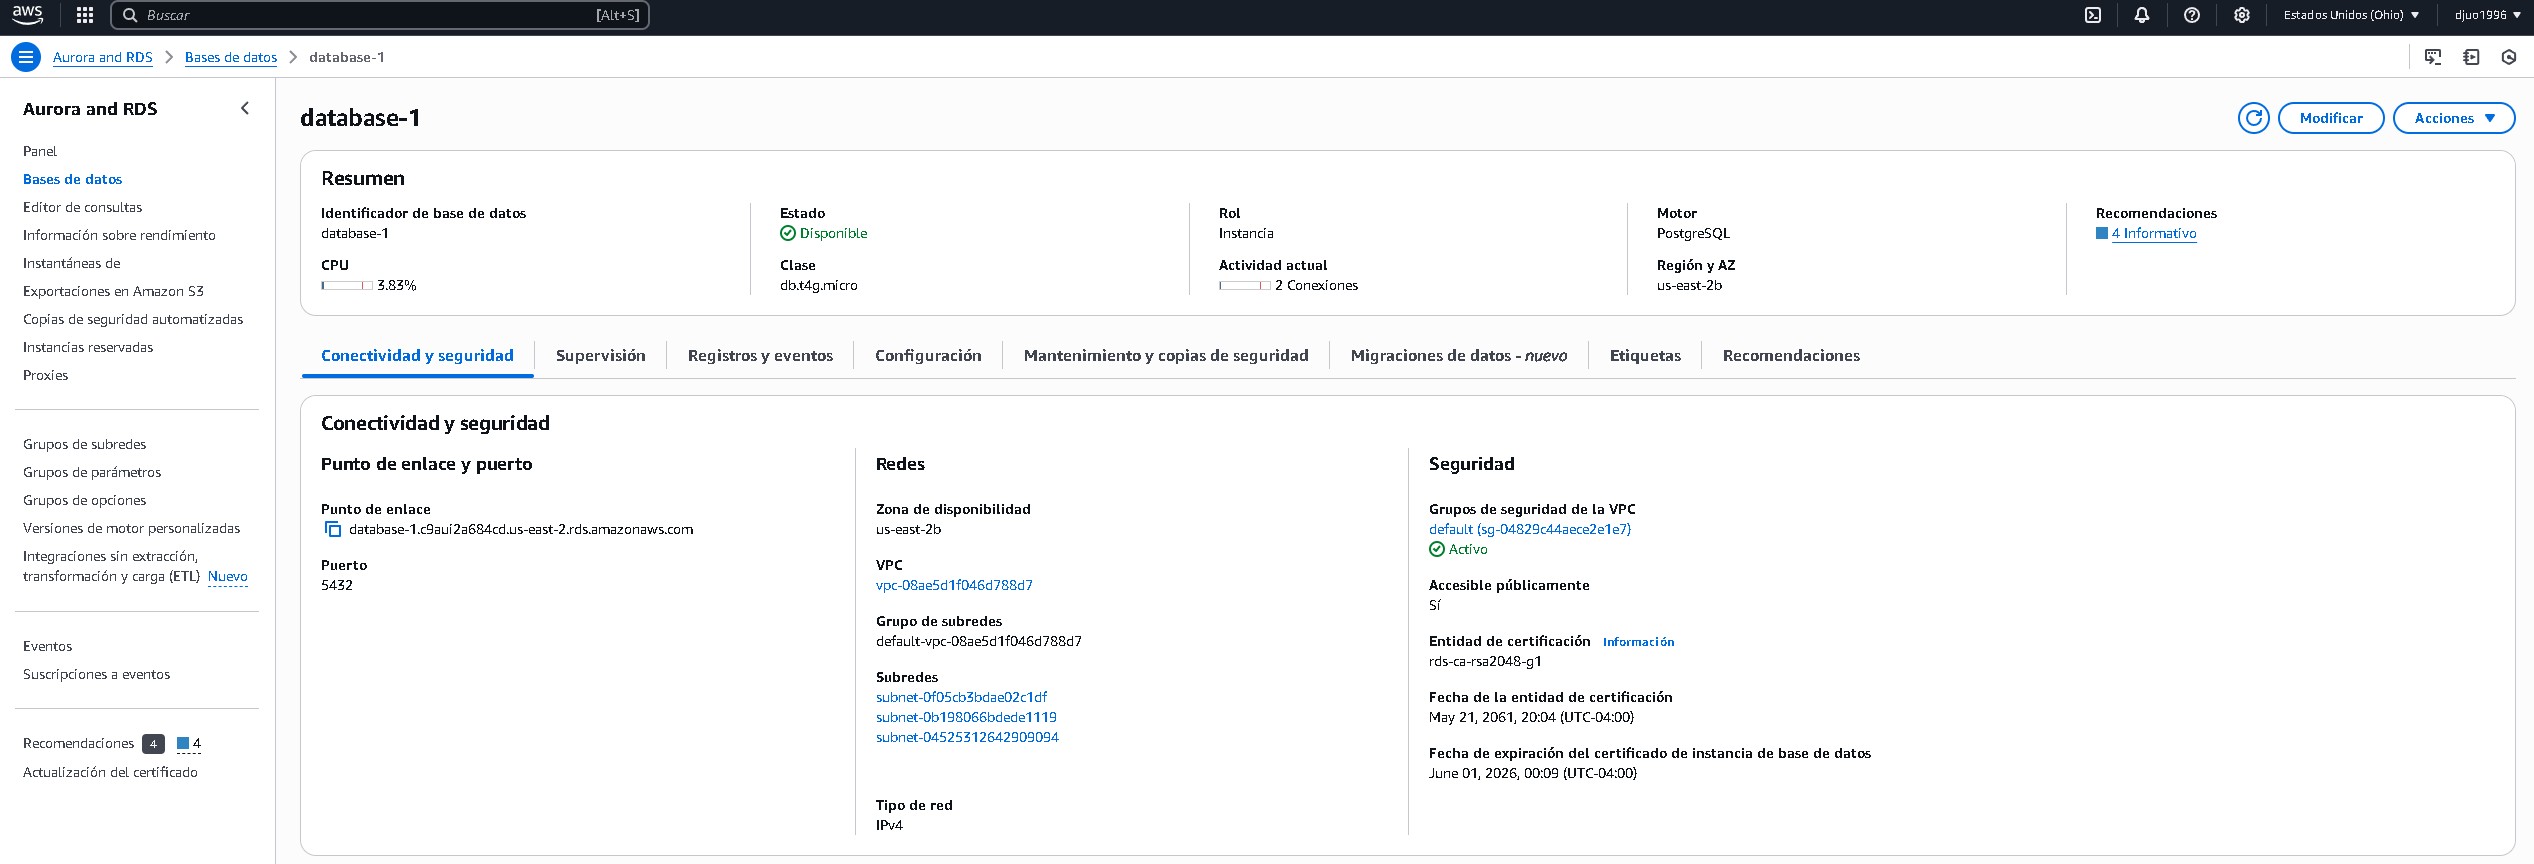 aws
Buscar
[Alt+S]
Estados Unidos (Ohio)
djuo1996
Aurora and RDS
Bases de datos
database-1
Aurora and RDS
Panel
Bases de datos
Editor de consultas
Información sobre rendimiento
Instantáneas de
Exportaciones en Amazon S3
Copias de seguridad automatizadas
Instancias reservadas
Proxies
Grupos de subredes
Grupos de parámetros
Grupos de opciones
Versiones de motor personalizadas
Integraciones sin extracción,
transformación y carga (ETL) Nuevo
Eventos
Suscripciones a eventos
Recomendaciones 4 4
Actualización del certificado
database-1
Modificar
Acciones
Resumen
Identificador de base de datos
database-1
CPU
3.83%
Estado
Disponible
Clase
db.t4g.micro
Rol
Instancia
Actividad actual
2 Conexiones
Motor
PostgreSQL
Región y AZ
us-east-2b
Recomendaciones
4 Informativo
Conectividad y seguridad
Supervisión
Registros y eventos
Configuración
Mantenimiento y copias de seguridad
Migraciones de datos - nuevo
Etiquetas
Recomendaciones
Conectividad y seguridad
Punto de enlace y puerto
Punto de enlace
database-1.c9aui2a684cd.us-east-2.rds.amazonaws.com
Puerto
5432
Redes
Zona de disponibilidad
us-east-2b
VPC
vpc-08ae5d1f046d788d7
Grupo de subredes
default-vpc-08ae5d1f046d788d7
Subredes
subnet-0f05cb3bdae02c1df
subnet-0b198066bdede1119
subnet-04525312642909094
Tipo de red
IPv4
Seguridad
Grupos de seguridad de la VPC
default (sg-04829c44aece2e1e7)
Activo
Accesible públicamente
Sí
Entidad de certificación Información
rds-ca-rsa2048-g1
Fecha de la entidad de certificación
May 21, 2061, 20:04 (UTC-04:00)
Fecha de expiración del certificado de instancia de base de datos
June 01, 2026, 00:09 (UTC-04:00)